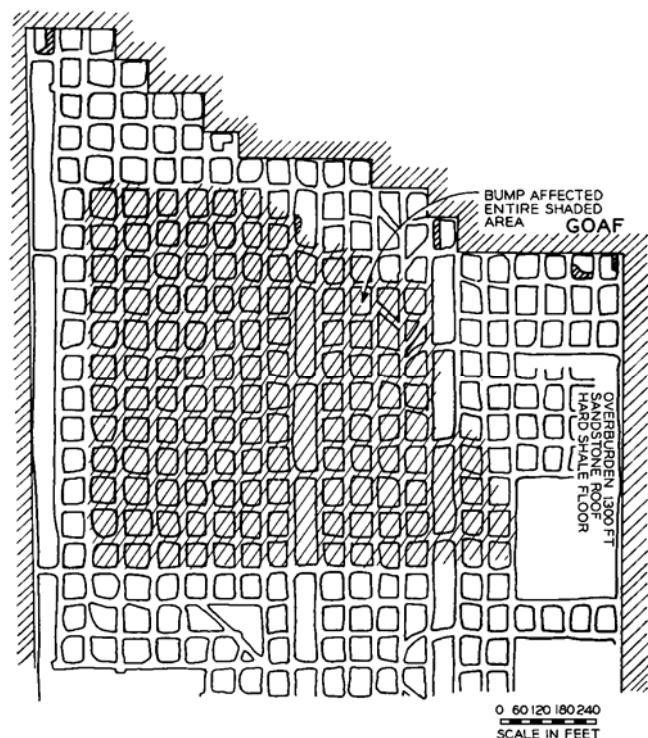 BUMP AFFECTED
ENTIRE SHADED
AREA
GOAF
OVERBURDEN 1300 FT
SANDSTONE ROOF
HARD SHALE FLOOR
0 60 120 180 240
SCALE IN FEET